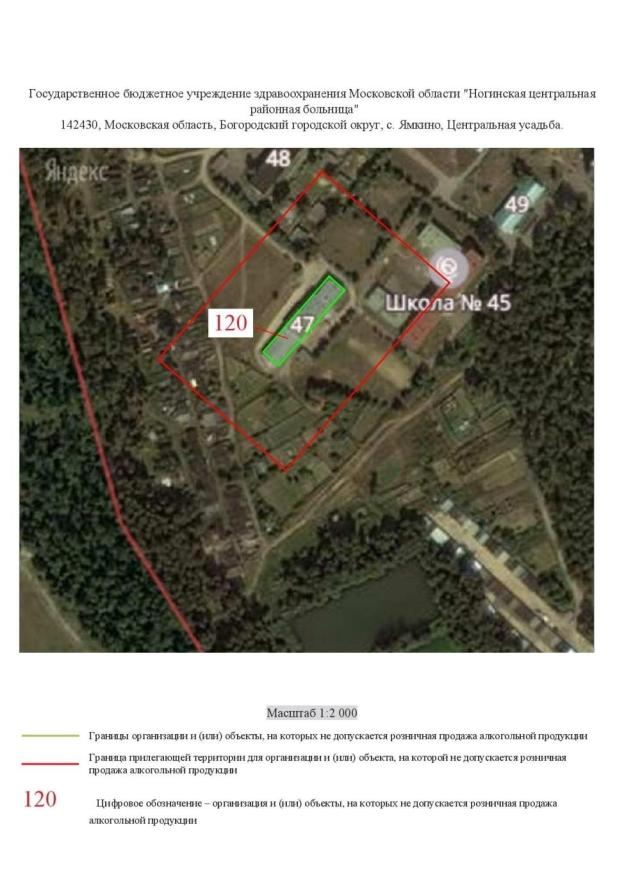 Государственное бюджетное учреждение здравоохранения Московской области "Ногинская центральная
районная больница"
142430, Московская область, Богородский городской округ, с. Ямкино, Центральная усадьба.
Яндекс
48
49
Школа № 45
120
47
Масштаб 1:2 000
Границы организации и (или) объекты, на которых не допускается розничная продажа алкогольной продукции
Граница прилегающей территории для организации и (или) объекта, на которой не допускается розничная
продажа алкогольной продукции
120 Цифровое обозначение – организация и (или) объекты, на которых не допускается розничная продажа
алкогольной продукции